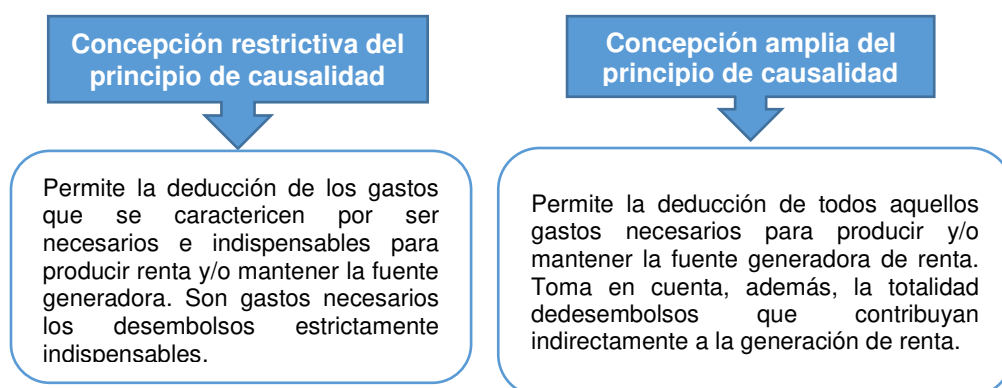 Concepción restrictiva del
principio de causalidad
Permite la deducción de los gastos
que se caractericen por ser
necesarios e indispensables para
producir renta y/o mantener la fuente
generadora. Son gastos necesarios
los desembolsos estrictamente
indispensables.
Concepción amplia del
principio de causalidad
Permite la deducción de todos aquellos
gastos necesarios para producir y/o
mantener la fuente generadora de renta.
Toma en cuenta, además, la totalidad
dedesembolsos que contribuyan
indirectamente a la generación de renta.